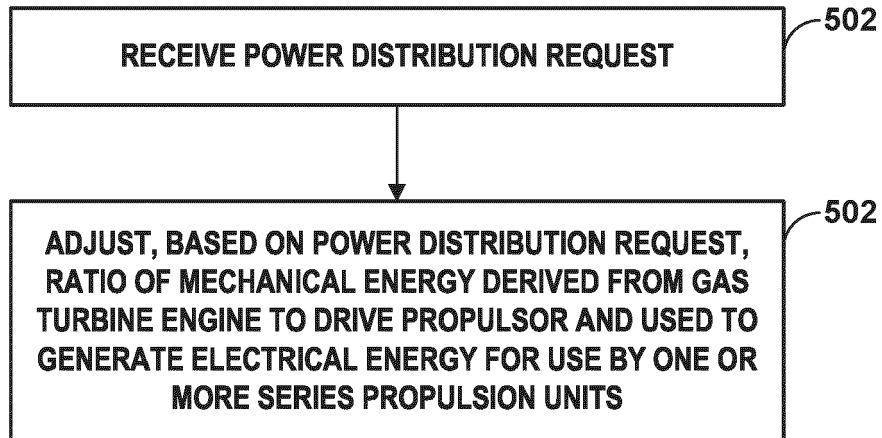 RECEIVE POWER DISTRIBUTION REQUEST
502
ADJUST, BASED ON POWER DISTRIBUTION REQUEST,
RATIO OF MECHANICAL ENERGY DERIVED FROM GAS
TURBINE ENGINE TO DRIVE PROPULSOR AND USED TO
GENERATE ELECTRICAL ENERGY FOR USE BY ONE OR
MORE SERIES PROPULSION UNITS
502